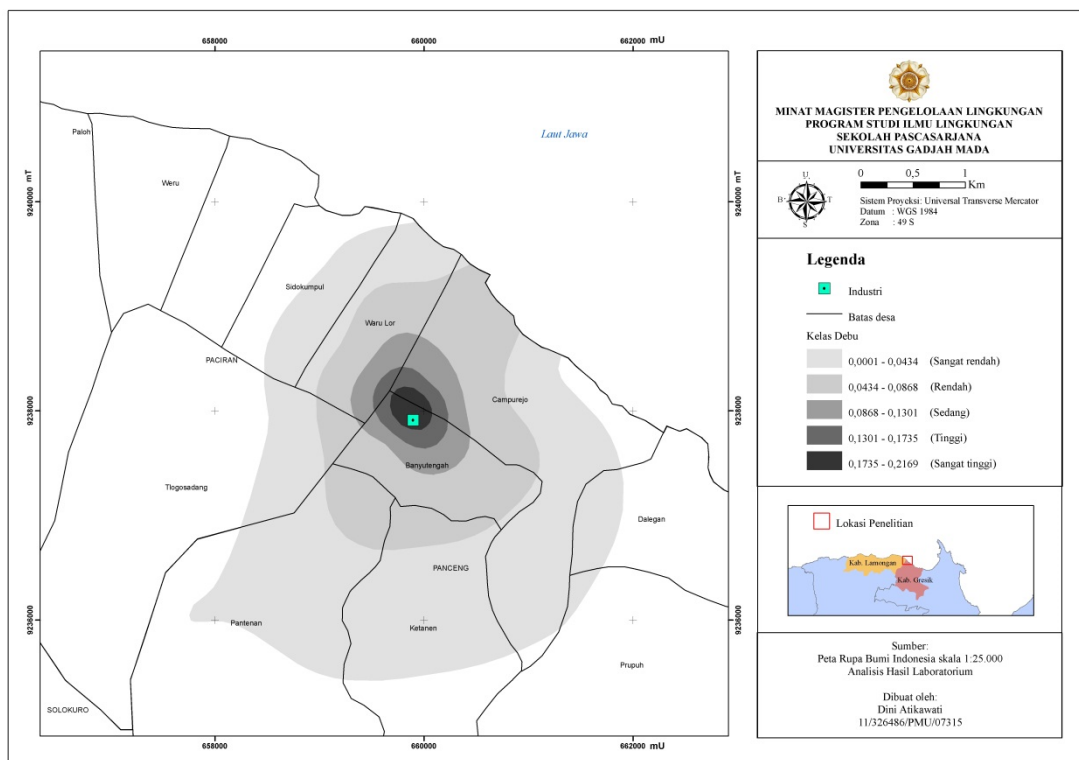 658000
660000
662000
mU
Laut Jawa
Paloh
Weru
9240000 mT
9240000 mT
Sidokumpul
Waru Lor
PACIRAN
Campurejo
9238000
9238000
Banyutengah
Tlogosadang
Dalegan
PANCENG
9236000
9236000
Pantenan
Ketanen
Prupuh
SOLOKURO
658000
660000
662000 mU
MINAT MAGISTER PENGELOLAAN LINGKUNGAN
PROGRAM STUDI ILMU LINGKUNGAN
SEKOLAH PASCASARJANA
UNIVERSITAS GADJAH MADA
U
B
T
S
0 0,5 1
Km
Sistem Proyeksi: Universal Transverse Mercator
Datum : WGS 1984
Zona : 49 S
Legenda
Industri
Batas desa
Kelas Debu
0,0001 - 0,0434 (Sangat rendah)
0,0434 - 0,0868 (Rendah)
0,0868 - 0,1301 (Sedang)
0,1301 - 0,1735 (Tinggi)
0,1735 - 0,2169 (Sangat tinggi)
Lokasi Penelitian
Kab. Lamongan
Kab. Gresik
Sumber:
Peta Rupa Bumi Indonesia skala 1:25.000
Analisis Hasil Laboratorium
Dibuat oleh:
Dini Atikawati
11/326486/PMU/07315